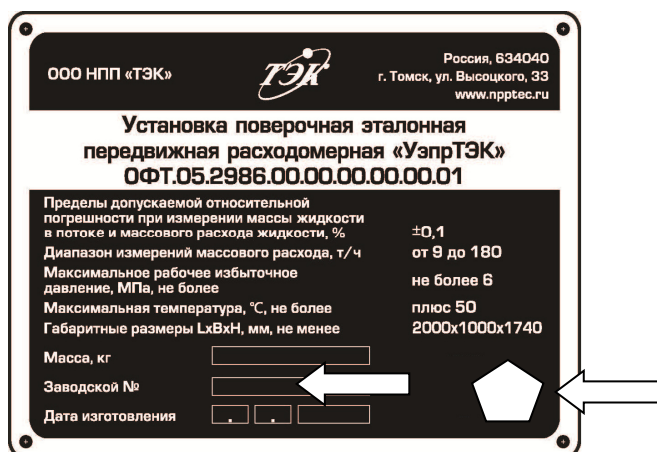 ООО НПП «ТЭК»
ТЭК
Россия, 634040
г. Томск, ул. Высоцкого, 33
www.npptec.ru
Установка поверочная эталонная
передвижная расходомерная «УэпрТЭК»
ОФТ.05.2986.00.00.00.00.00.01
Пределы допускаемой относительной
погрешности при измерении массы жидкости
в потоке и массового расхода жидкости, % ±0,1
Диапазон измерений массового расхода, т/ч от 9 до 180
Максимальное рабочее избыточное
давление, МПа, не более не более 6
Максимальная температура, °С, не более плюс 50
Габаритные размеры LxBxH, мм, не менее 2000x1000x1740
Масса, кг
Заводской №
Дата изготовления . .